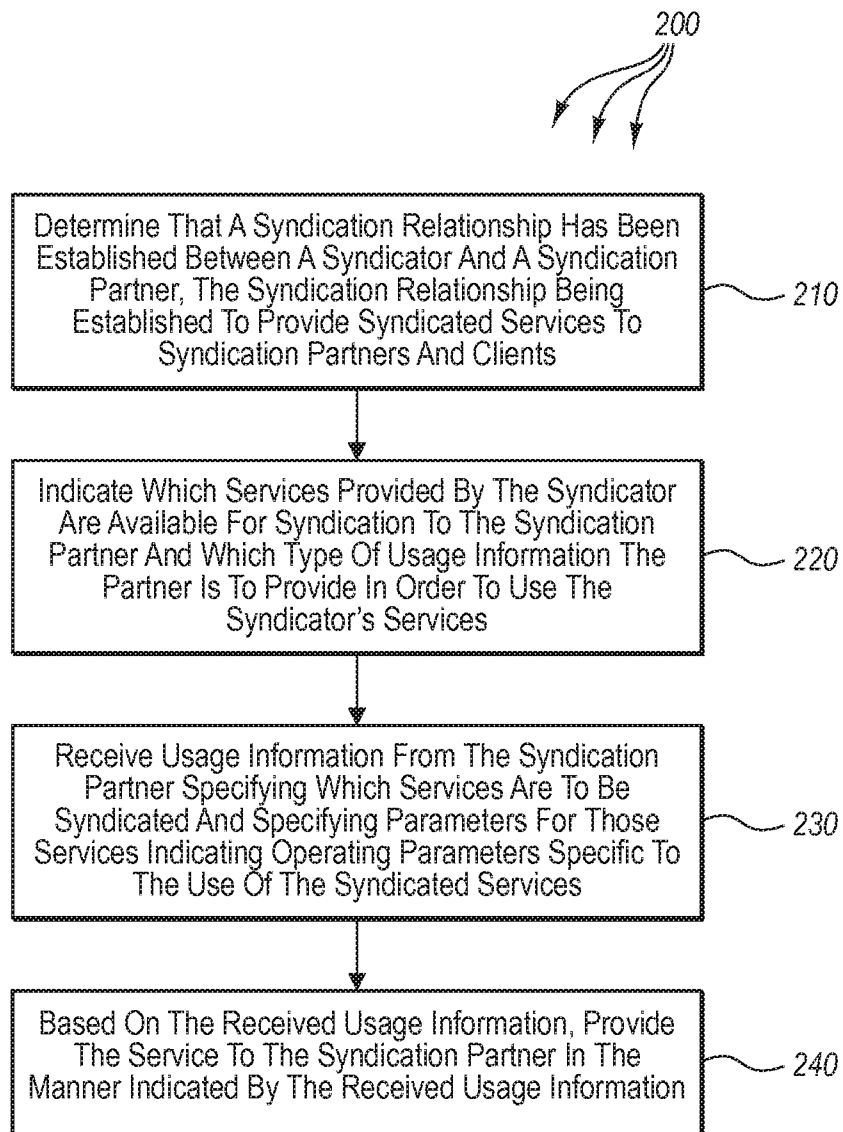 200
Determine That A Syndication Relationship Has Been
Established Between A Syndicator And A Syndication
Partner, The Syndication Relationship Being
Established To Provide Syndicated Services To
Syndication Partners And Clients
210
Indicate Which Services Provided By The Syndicator
Are Available For Syndication To The Syndication
Partner And Which Type Of Usage Information The
Partner Is To Provide In Order To Use The
Syndicator's Services
220
Receive Usage Information From The Syndication
Partner Specifying Which Services Are To Be
Syndicated And Specifying Parameters For Those
Services Indicating Operating Parameters Specific To
The Use Of The Syndicated Services
230
Based On The Received Usage Information, Provide
The Service To The Syndication Partner In The
Manner Indicated By The Received Usage Information
240